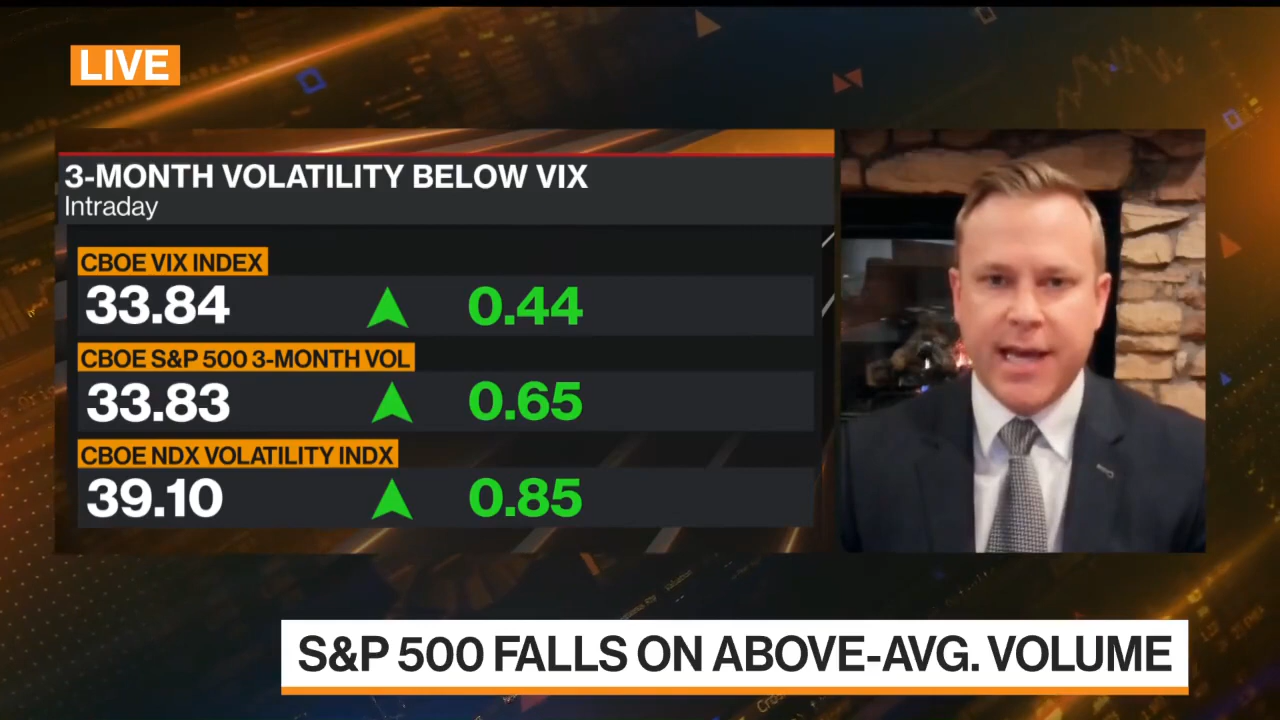 LIVE
3-MONTH VOLATILITY BELOW VIX
Intraday
CBOE VIX INDEX
33.84 ▲ 0.44
CBOE S&P 500 3-MONTH VOL
33.83 ▲ 0.65
CBOE NDX VOLATILITY INDX
39.10 ▲ 0.85
S&P 500 FALLS ON ABOVE-AVG. VOLUME